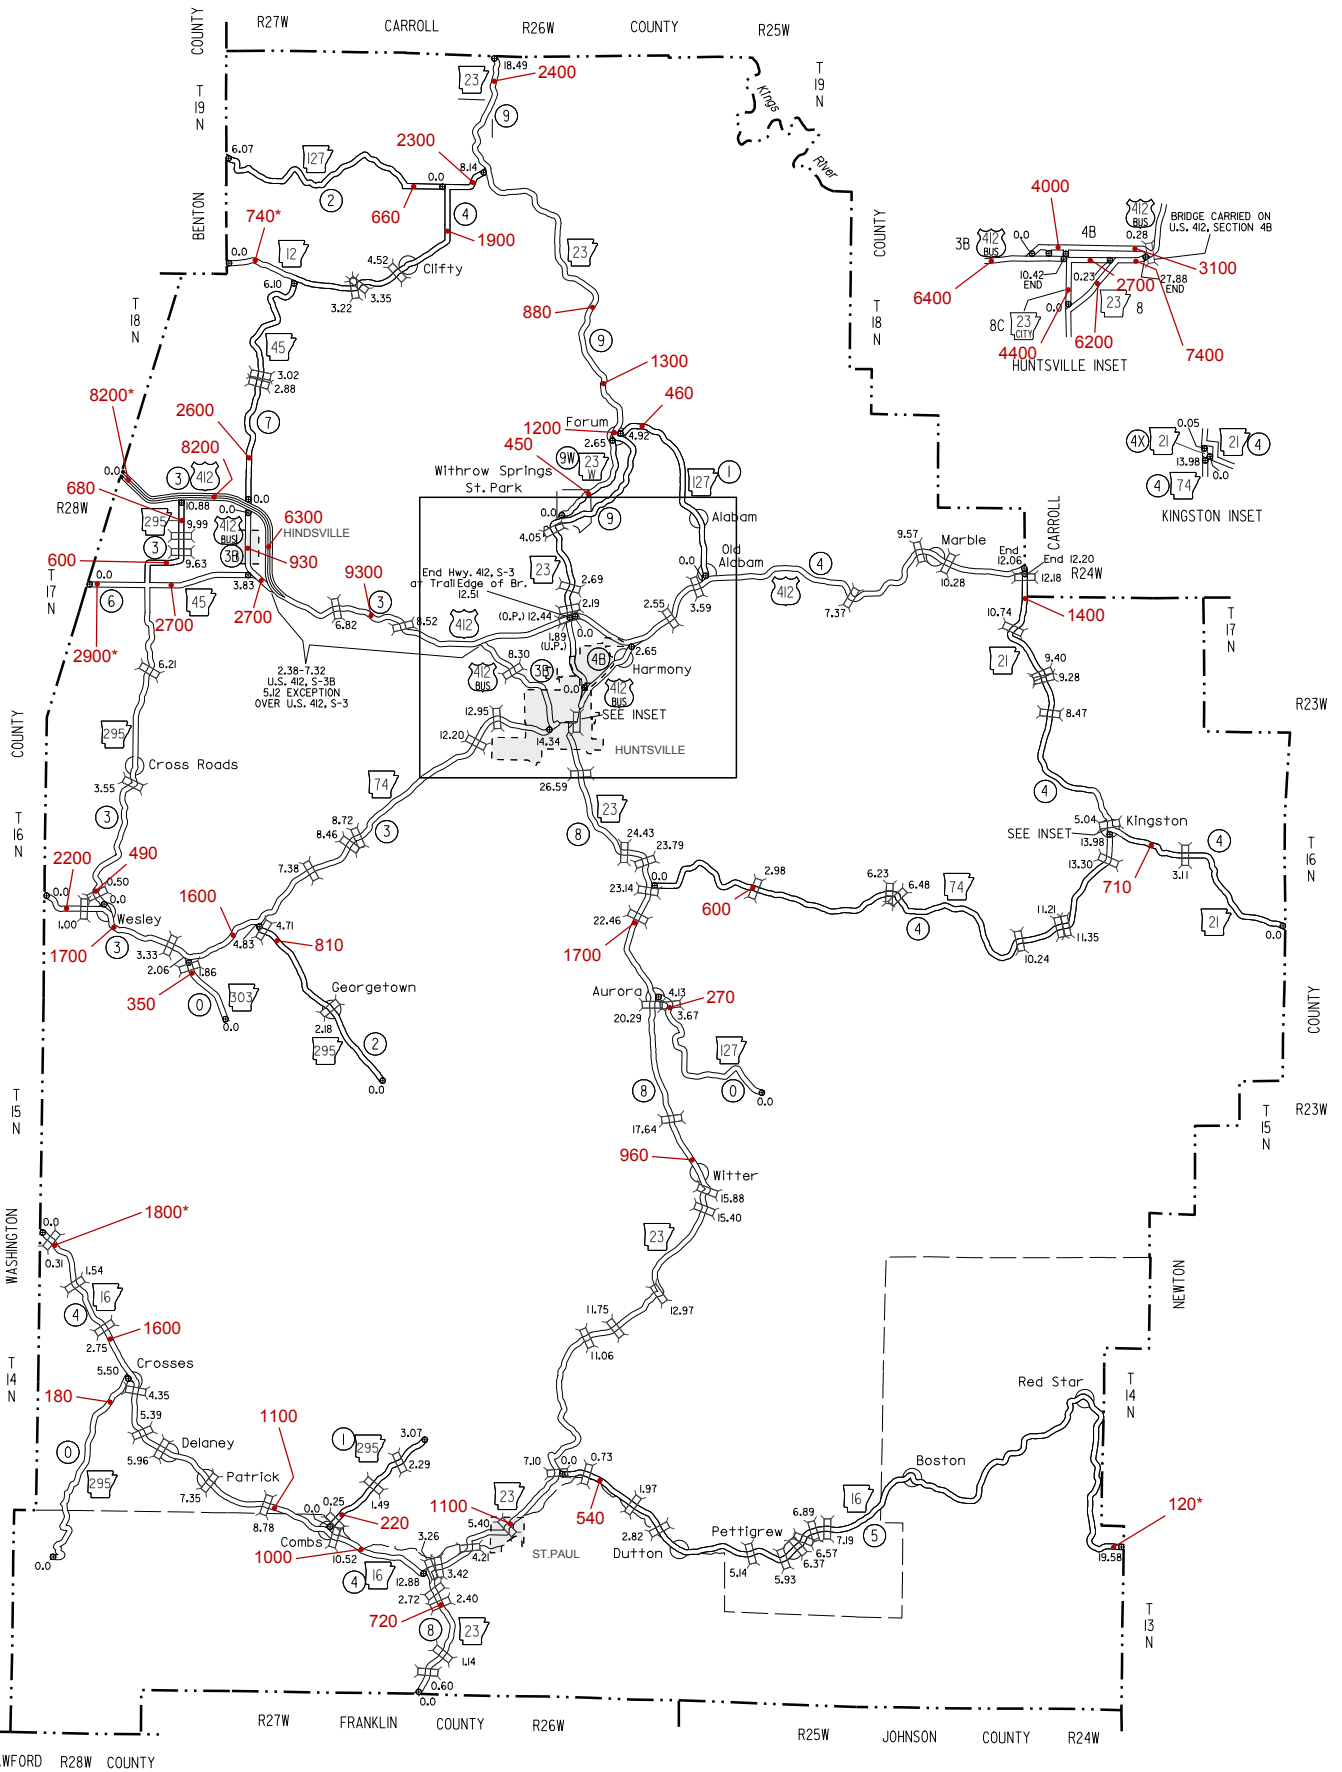 COUNTY
R27W
CARROLL
R26W
COUNTY
R25W
T
19
N
T
19
N
Kings
River
23
18.49
2400
9
2300
8.14
6.07
127
2
0.0
660
4
1900
BENTON
740*
12
0.0
4.52
Clifty
6.10
3.22
3.35
23
880
9
COUNTY
T
18
N
T
18
N
45
3.02
2.88
7
1300
8200*
2600
8200
0.0
3
412
680
10.88
0.0
0.0
R28W
295
9.99
412
BUS
6300
HINDSVILLE
3
3B
600
9.63
930
0.0
3.83
T
17
N
6
45
2700
2700
2900*
9300
3
6.82
8.52
412
2.38-7.32
U.S. 412, S-3B
5.12 EXCEPTION
OVER U.S. 412, S-3
Forum
1200
4.92
460
2.65
450
9W
23
W
Withrow Springs
St. Park
127
1
0.0
9
4.05
Alabam
23
Old
Alabam
0.0
End Hwy. 412, S-3
at Trail Edge of Br.
12.51
2.69
2.19
(O.P.) 12.44
0.0
1.89
(U.P.)
2.55
3.59
4
412
7.37
9.57
Marble
10.28
End
12.06
End 12.20
12.18
R24W
CARROLL
1400
10.74
8.30
3B
4B
2.65
Harmony
412
BUS
0.0
412
BUS
SEE INSET
12.95
12.20
14.34
HUNTSVILLE
26.59
4000
412
BUS
0.28
BRIDGE CARRIED ON
U.S. 412, SECTION 4B
3B
412
BUS
0.0
4B
3100
6400
10.42
END
0.23
2700
27.88
END
0.0
23
8
8C
23
CITY
4400
6200
7400
HUNTSVILLE INSET
0.05
4X
21
21
4
13.98
0.0
4
74
KINGSTON INSET
T
17
N
R23W
21
9.40
9.28
8.47
4
5.04
Kingston
SEE INSET
13.98
13.30
4
710
3.11
21
0.0
T
16
N
COUNTY
6.21
295
Cross Roads
3.55
COUNTY
T
16
N
3
74
3
8.72
8.46
7.38
23
8
24.43
23.79
23.14
0.0
22.46
1700
2.98
600
6.23
6.48
74
4
11.21
11.35
10.24
2200
490
0.50
0.0
0.0
1.00
Wesley
1700
3
3.33
1600
4.71
4.83
810
2.06
1.86
350
0
303
0.0
Georgetown
2.18
295
2
0.0
Aurora
4.13
20.29
3.67
270
127
0
0.0
8
17.64
960
Witter
15.88
15.40
23
12.97
11.75
11.06
T
15
N
T
15
N
R23W
WASHINGTON
NEWTON
0.0
1800*
0.31
1.54
16
4
1600
2.75
Crosses
5.50
4.35
180
5.39
0
Delaney
5.96
295
Patrick
7.35
1100
8.78
0.0
T
14
N
T
14
N
1
295
3.07
2.29
0.25
1.49
0.0
220
Combs
1000
10.52
4
16
12.88
3.26
3.42
4.21
5.40
1100
23
7.10
0.0
0.73
540
ST.PAUL
2.72
2.40
720
8
23
1.14
0.60
0.0
1.97
2.82
Dutton
Pettigrew
5.14
5.93
6.37
6.57
6.89
7.19
16
5
Boston
Red Star
120*
19.58
T
13
N
R27W
FRANKLIN
COUNTY
R26W
R25W
JOHNSON
COUNTY
R24W
WFORD
R28W
COUNTY